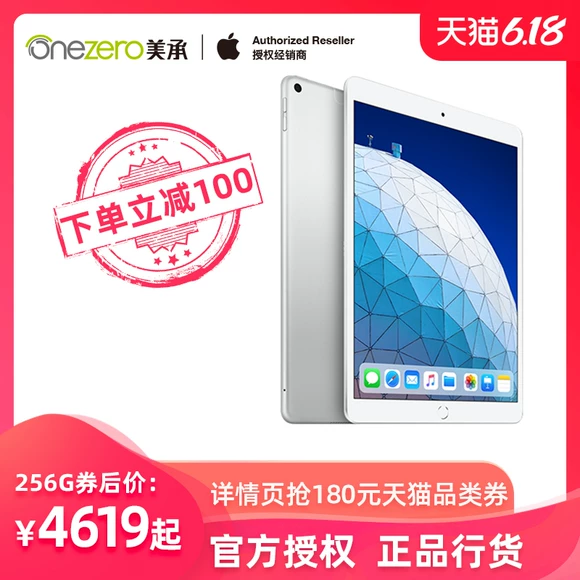 onezero美承
Authorized Reseller
授权经销商
天猫6.18
下单立减100
256G券后价：
¥4619起
详情页抢180元天猫品类券
官方授权 正品行货